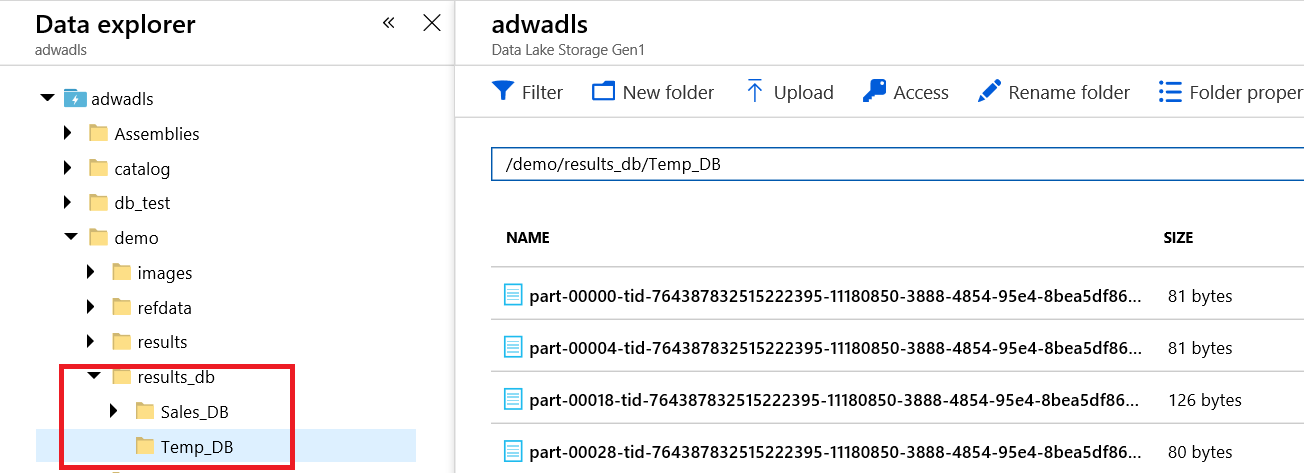 Data explorer
adwadls
adwadls
Assemblies
catalog
db_test
demo
images
refdata
results
results_db
Sales_DB
Temp_DB
adwadls
Data Lake Storage Gen1
Filter New folder Upload Access Rename folder Folder proper
/demo/results_db/Temp_DB
NAME SIZE
part-00000-tid-764387832515222395-11180850-3888-4854-95e4-8bea5df86... 81 bytes
part-00004-tid-764387832515222395-11180850-3888-4854-95e4-8bea5df86... 81 bytes
part-00018-tid-764387832515222395-11180850-3888-4854-95e4-8bea5df86... 126 bytes
part-00028-tid-764387832515222395-11180850-3888-4854-95e4-8bea5df86... 80 bytes